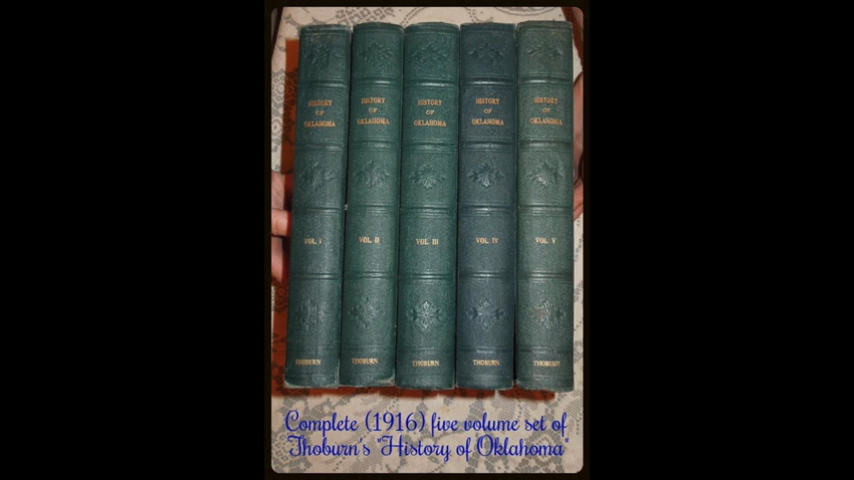 HISTORY
OF
OKLAHOMA
VOL. I
THOBURN
HISTORY
OF
OKLAHOMA
VOL. II
THOBURN
HISTORY
OF
OKLAHOMA
VOL. III
THOBURN
HISTORY
OF
OKLAHOMA
VOL. IV
THOBURN
HISTORY
OF
OKLAHOMA
VOL. V
THOBURN
Complete (1916) five volume set of
Thoburn's "History of Oklahoma"